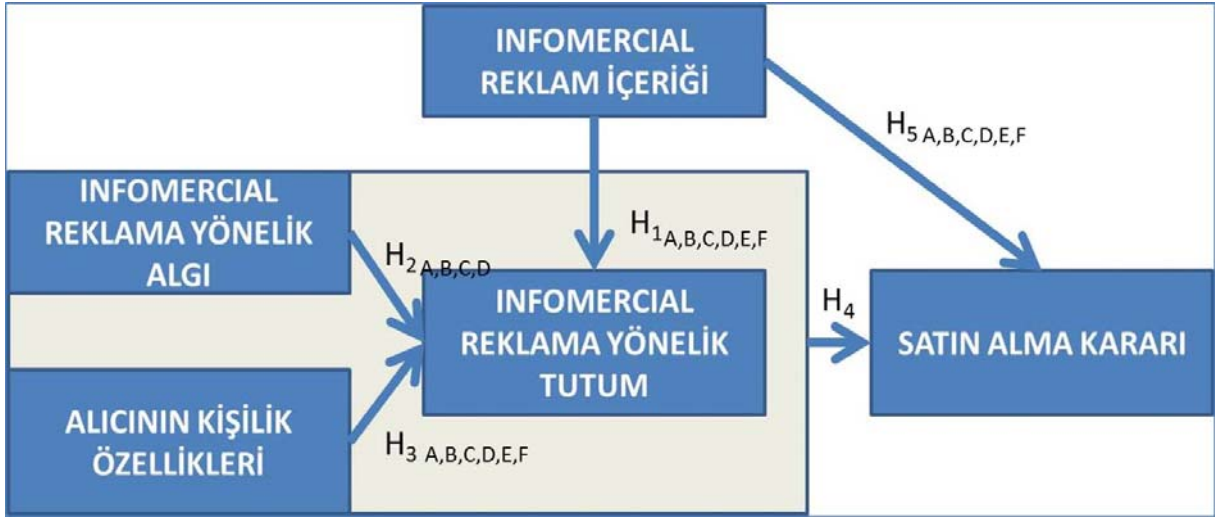 INFOMERCIAL
REKLAM İÇERİĞİ
H5 A,B,C,D,E,F
INFOMERCIAL
REKLAMA YÖNELİK
ALGI
H1A,B,C,D,E,F
H2 A,B,C,D
INFOMERCIAL
REKLAMA YÖNELİK
TUTUM
H4
SATIN ALMA KARARI
ALICININ KİŞİLİK
ÖZELLİKLERİ
H3 A,B,C,D,E,F